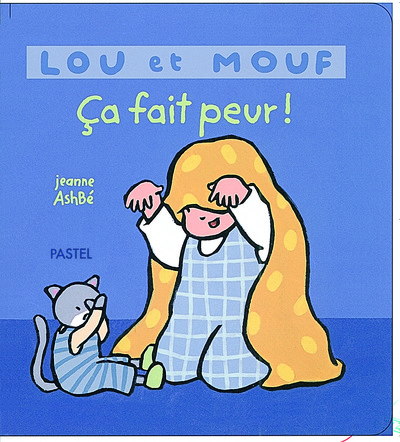 LOU et MOUF
Ça fait peur !
jeanne
AshBé
PASTEL